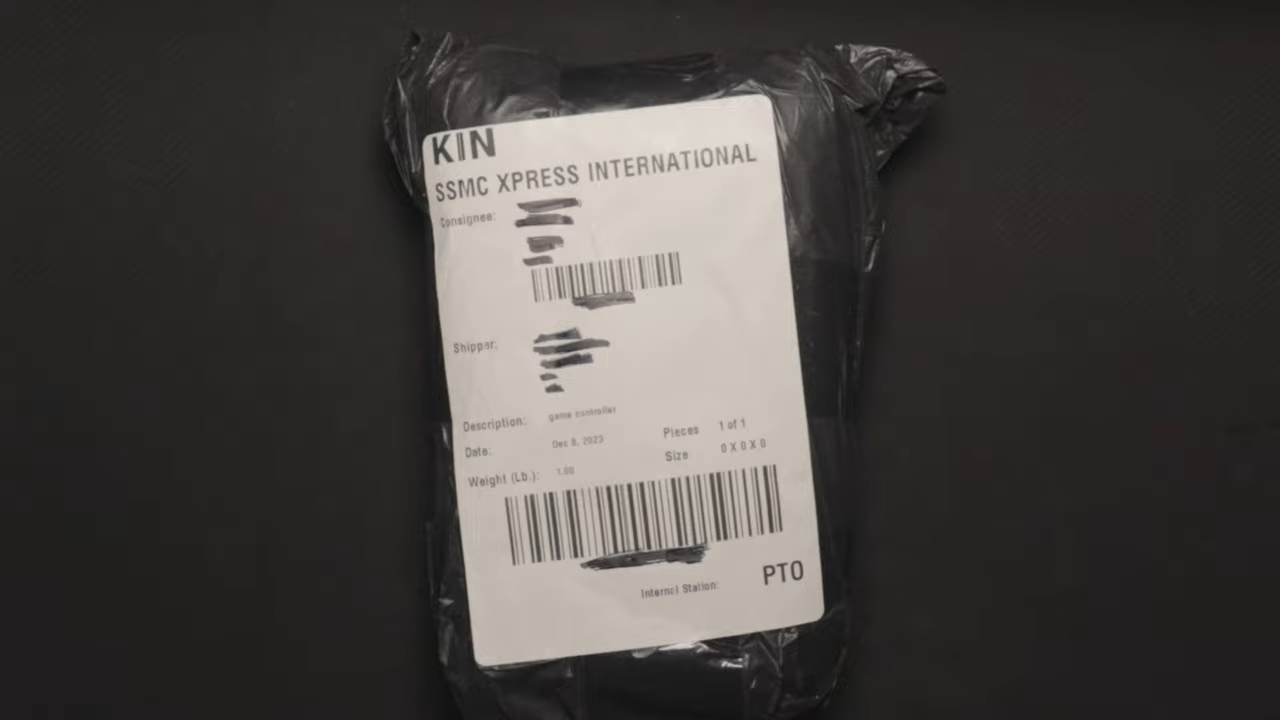 KIN
SSMC XPRESS INTERNATIONAL
Consignee:
Shipper:
Description: game controller
Date: Dec 8, 2023 Pieces 1 of 1
Weight (Lb.): 1.00 Size 0 X 0 X 0
Internal Station: PTO